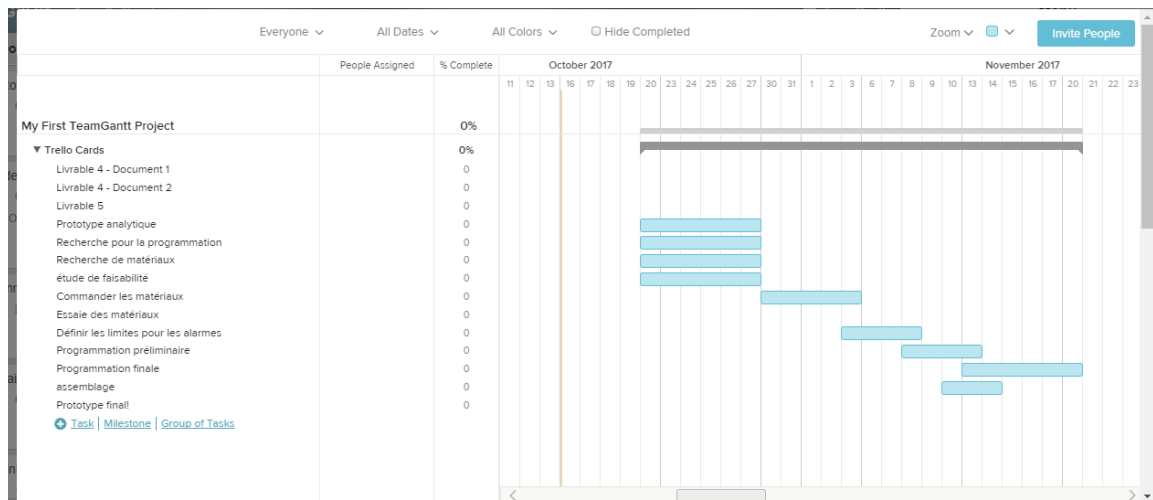 Everyone All Dates All Colors Hide Completed Zoom Invite People
People Assigned % Complete October 2017 November 2017
11 12 13 16 17 18 19 20 23 24 25 26 27 30 31 1 2 3 6 7 8 9 10 13 14 15 16 17 20 21 22 23
My First TeamGantt Project 0%
Trello Cards 0%
Livrable 4 - Document 1 0
Livrable 4 - Document 2 0
Livrable 5 0
Prototype analytique 0
Recherche pour la programmation 0
Recherche de matériaux 0
étude de faisabilité 0
Commander les matériaux 0
Essaie des matériaux 0
Définir les limites pour les alarmes 0
Programmation préliminaire 0
Programmation finale 0
assemblage 0
Prototype final! 0
Task | Milestone | Group of Tasks